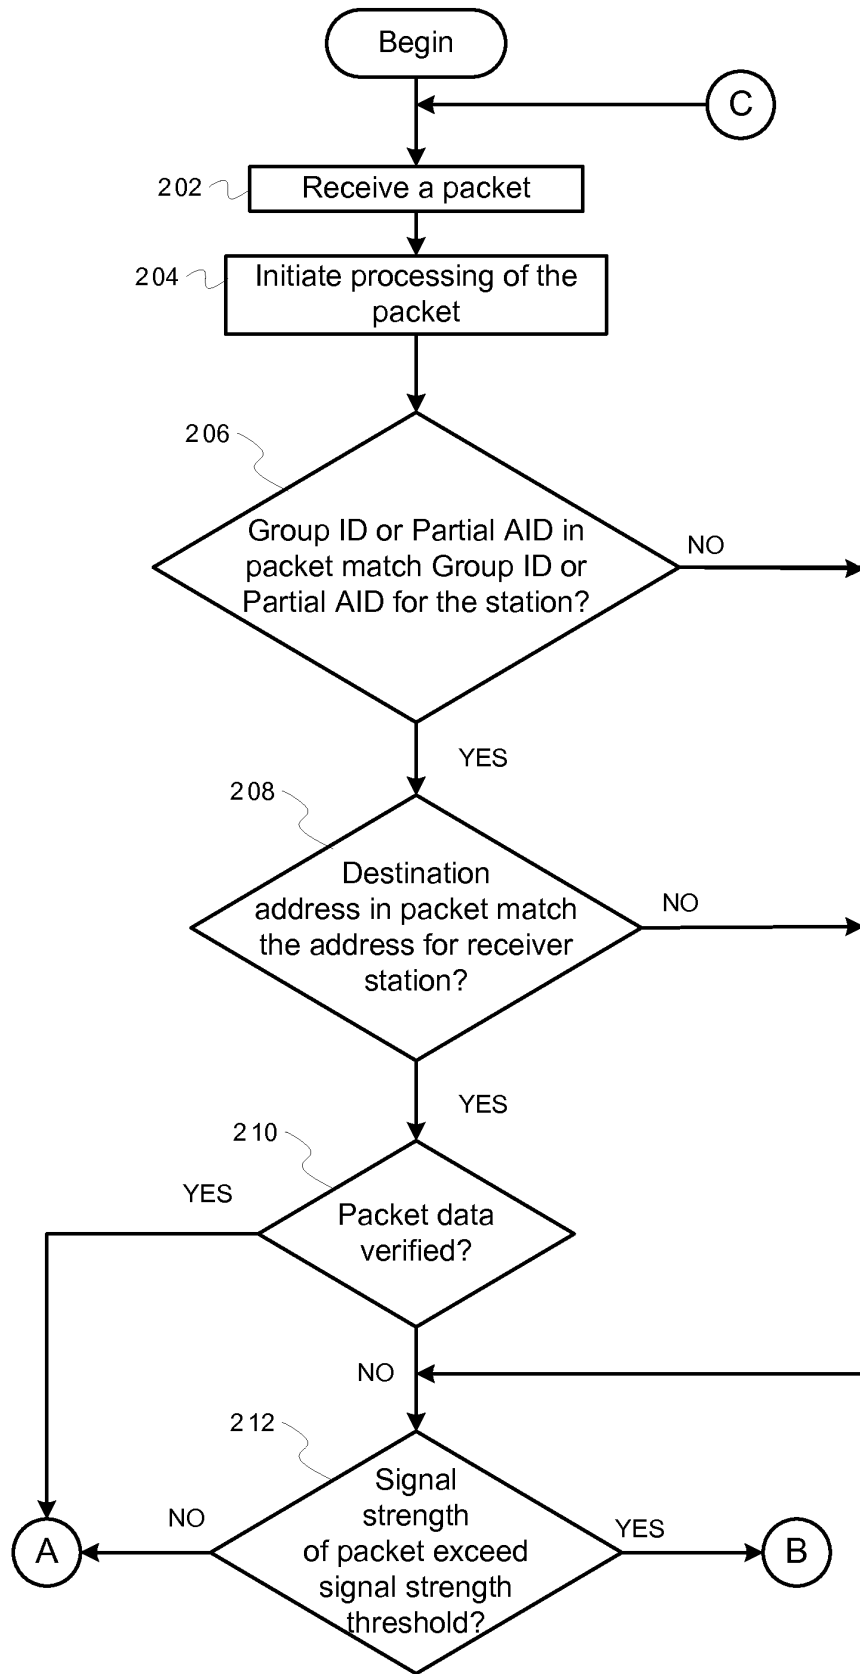 Begin
C
202
Receive a packet
204
Initiate processing of the
packet
206
Group ID or Partial AID in
packet match Group ID or
Partial AID for the station?
NO
YES
208
Destination
address in packet match
the address for receiver
station?
NO
YES
210
YES
Packet data
verified?
NO
212
Signal
strength
of packet exceed
signal strength
threshold?
NO
YES
A
B